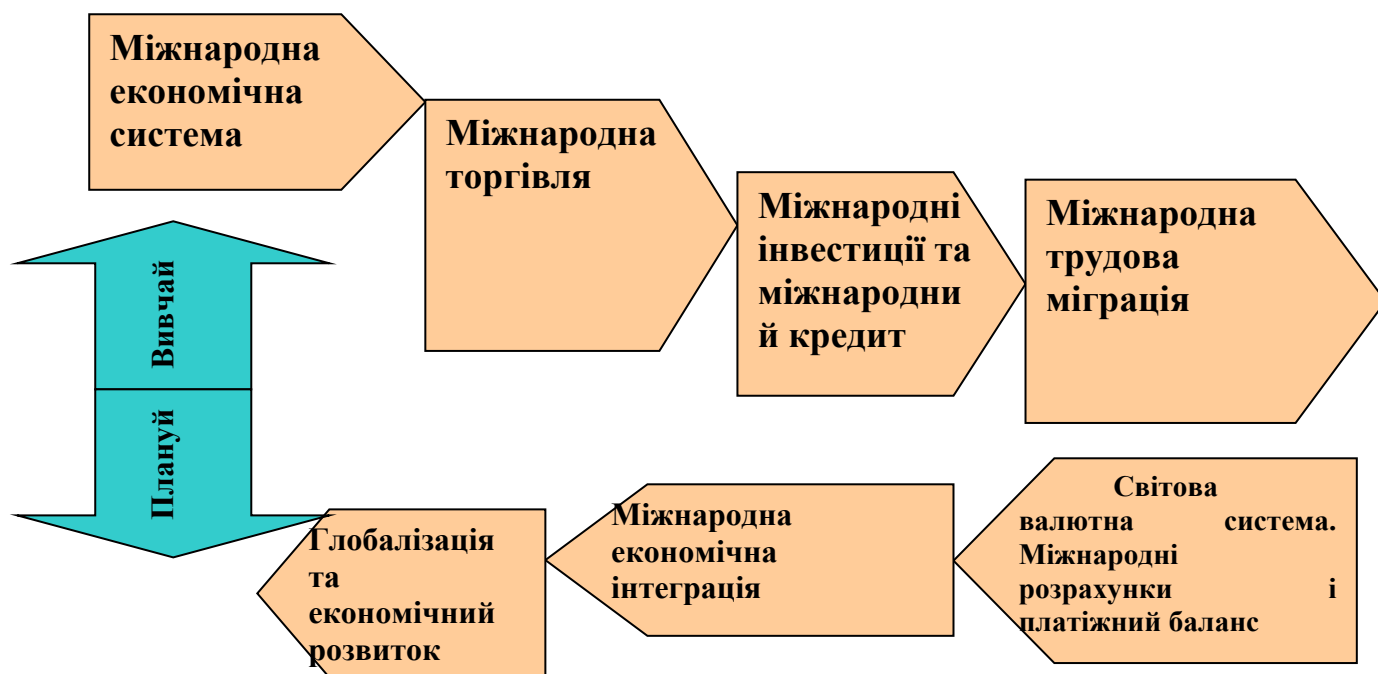 Міжнародна
економічна
система
Міжнародна
торгівля
Міжнародні
інвестиції та
міжнародни
й кредит
Міжнародна
трудова
міграція
Вивчай
Плануй
Світова
валютна система.
Міжнародні
розрахунки і
платіжний баланс
Міжнародна
економічна
інтеграція
Глобалізація
та
економічний
розвиток